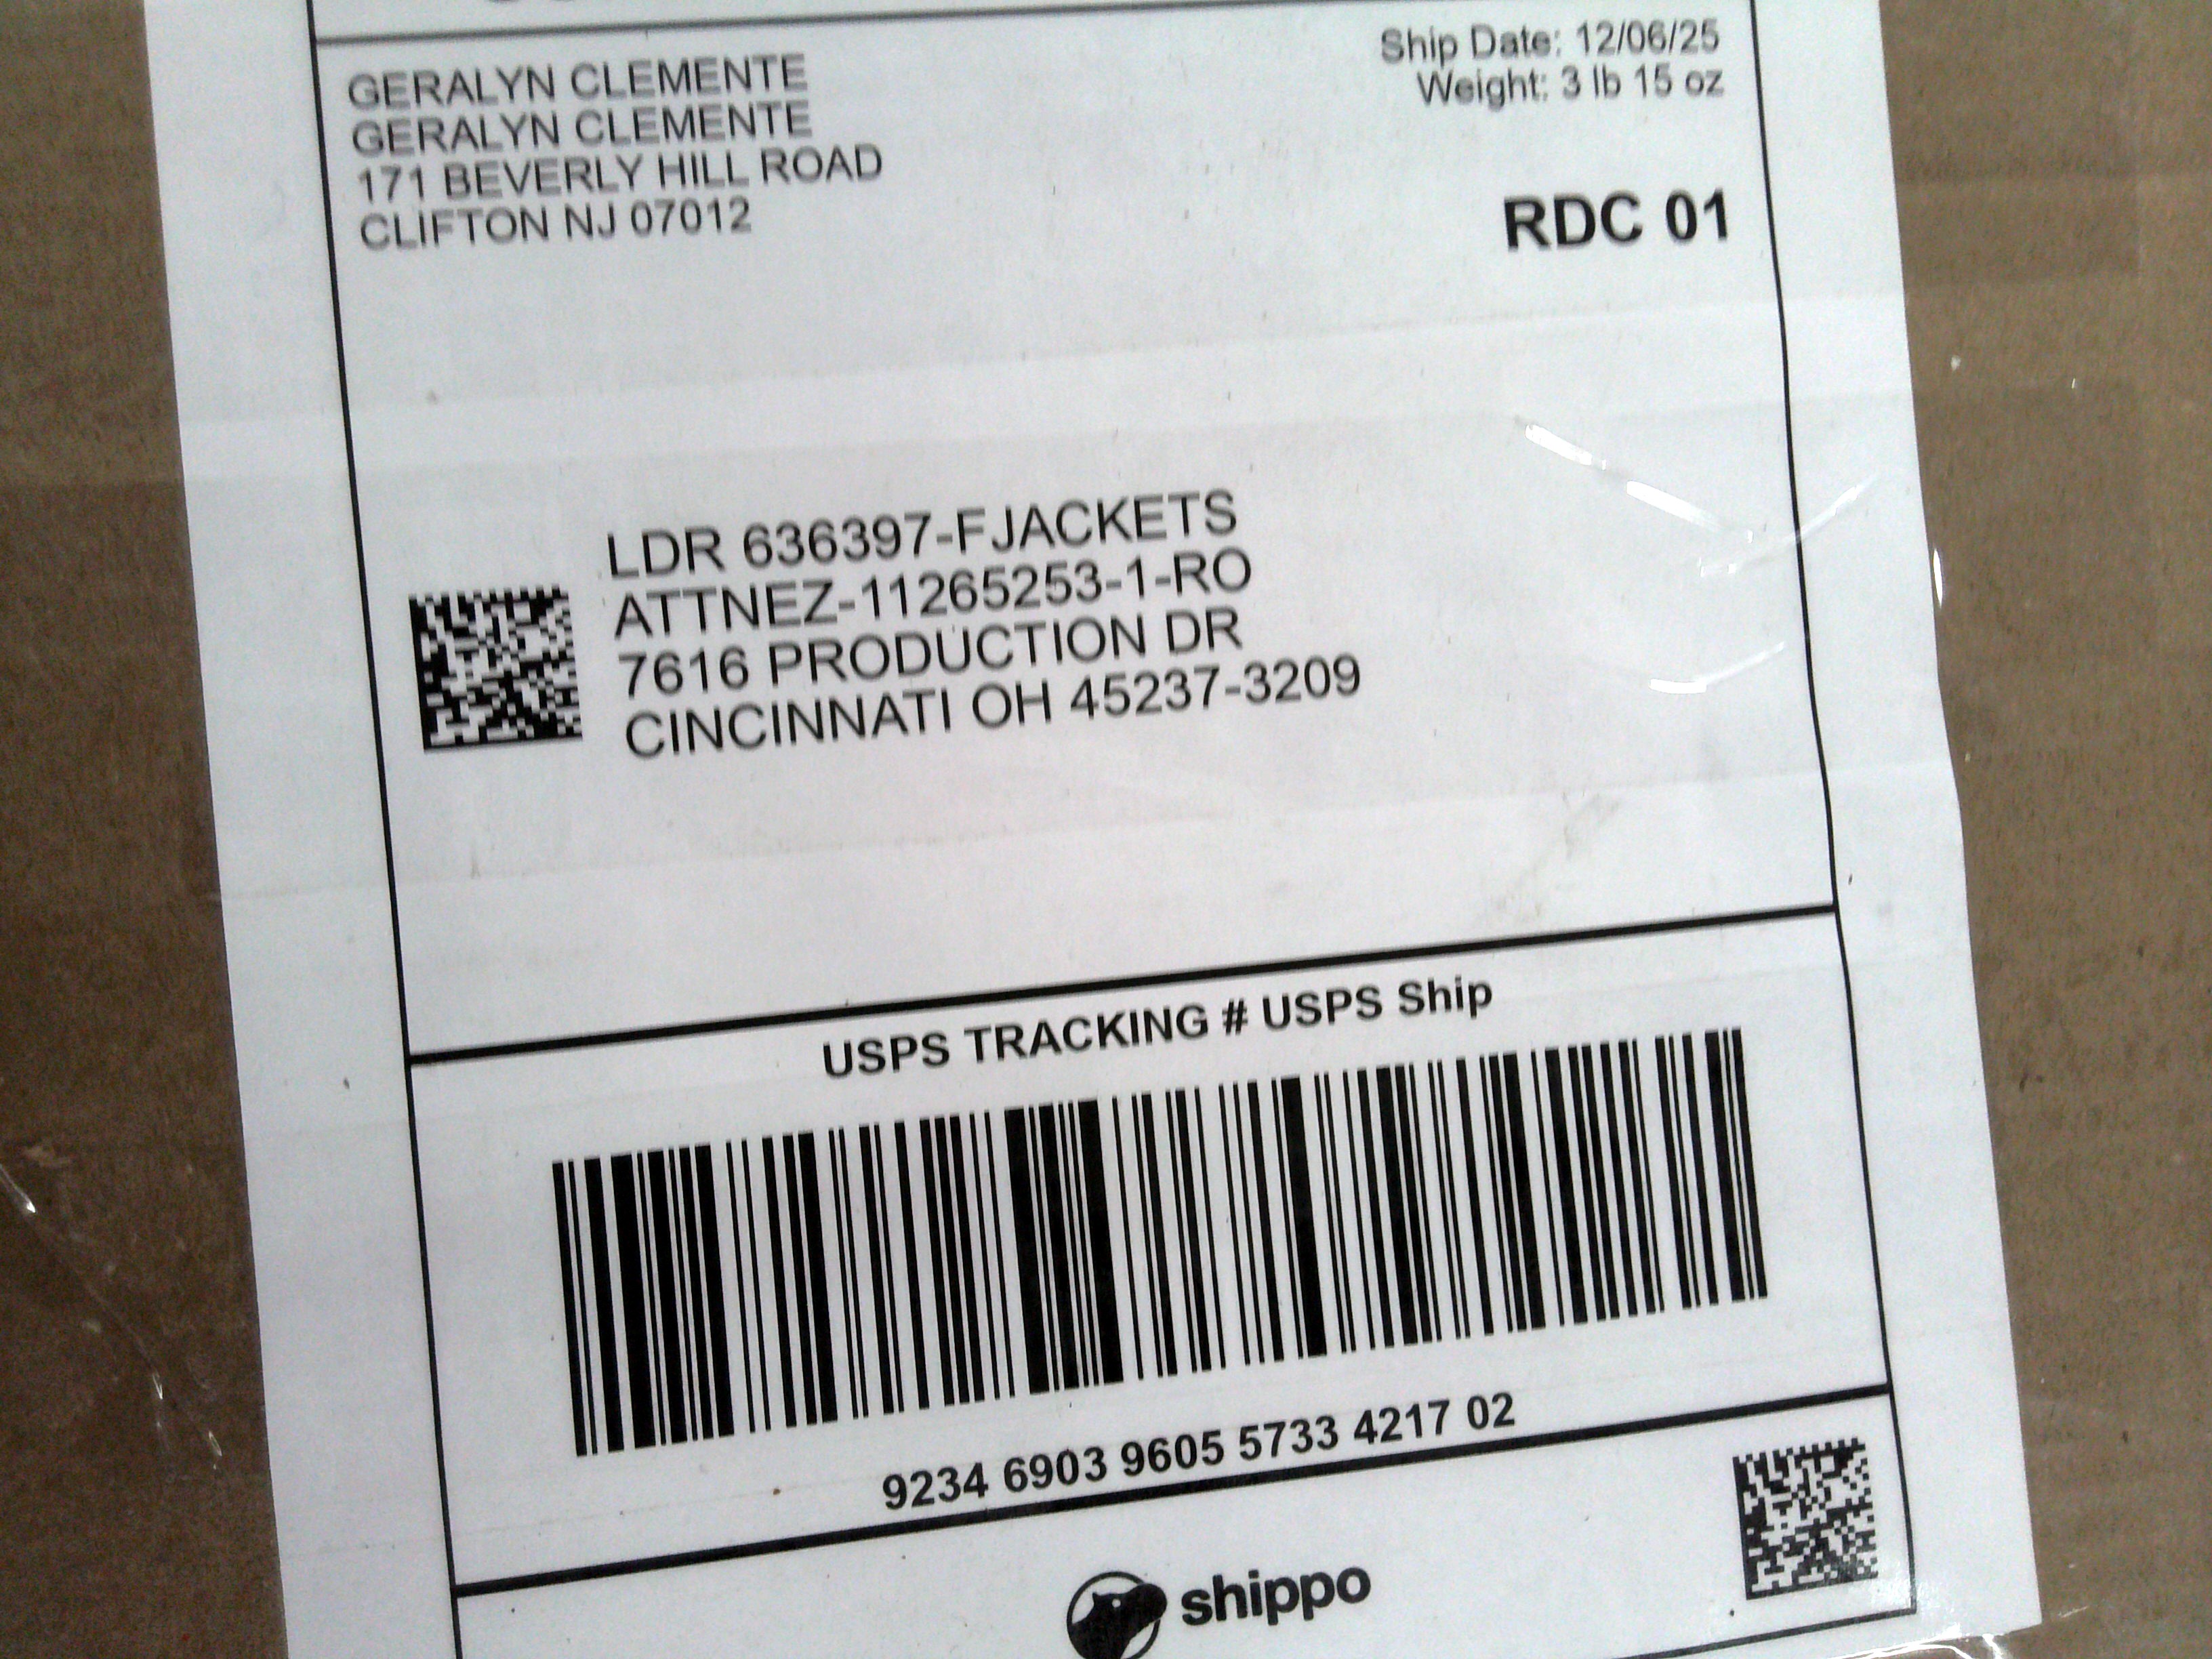 GERALYN CLEMENTE
GERALYN CLEMENTE
171 BEVERLY HILL ROAD
CLIFTON NJ 07012
Ship Date: 12/06/25
Weight: 3 lb 15 oz
RDC 01
LDR 636397-FJACKETS
ATTNEZ-11265253-1-RO
7616 PRODUCTION DR
CINCINNATI OH 45237-3209
USPS TRACKING # USPS Ship
9234 6903 9605 5733 4217 02
shippo